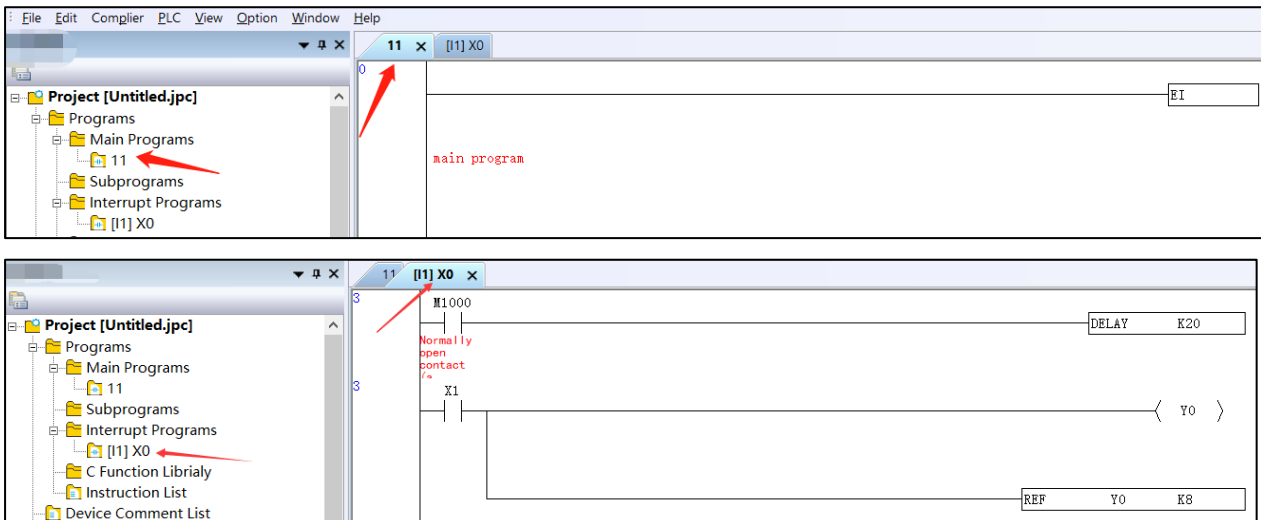 File Edit Complier PLC View Option Window Help
11 [I1] X0
Project [Untitled.jpc]
Programs
Main Programs
11
Subprograms
Interrupt Programs
[I1] X0
0
EI
main program
11 [I1] X0
Project [Untitled.jpc]
Programs
Main Programs
11
Subprograms
Interrupt Programs
[I1] X0
C Function Librialy
Instruction List
Device Comment List
3
M1000
DELAY K20
Normally
open
contact
3
X1
Y0
REF Y0 K8